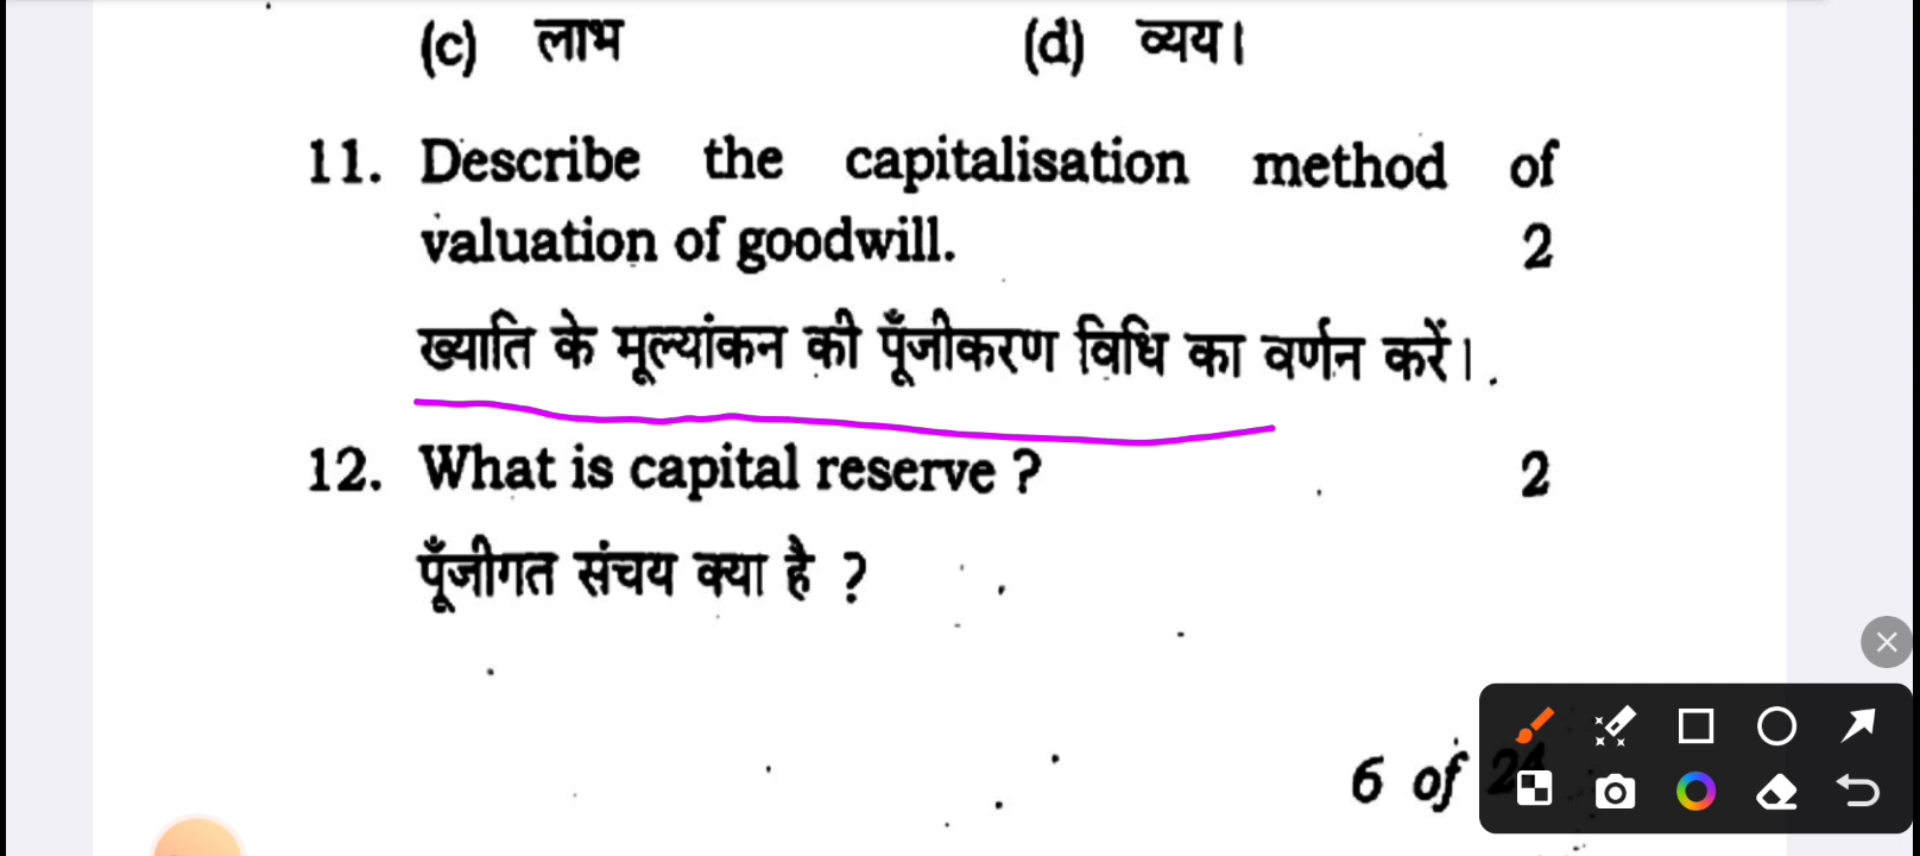 (c) लाभ (d) व्यय।
11. Describe the capitalisation method of
valuation of goodwill. 2
ख्याति के मूल्यांकन की पूँजीकरण विधि का वर्णन करें।
12. What is capital reserve ? 2
पूँजीगत संचय क्या है ?
6 of 24